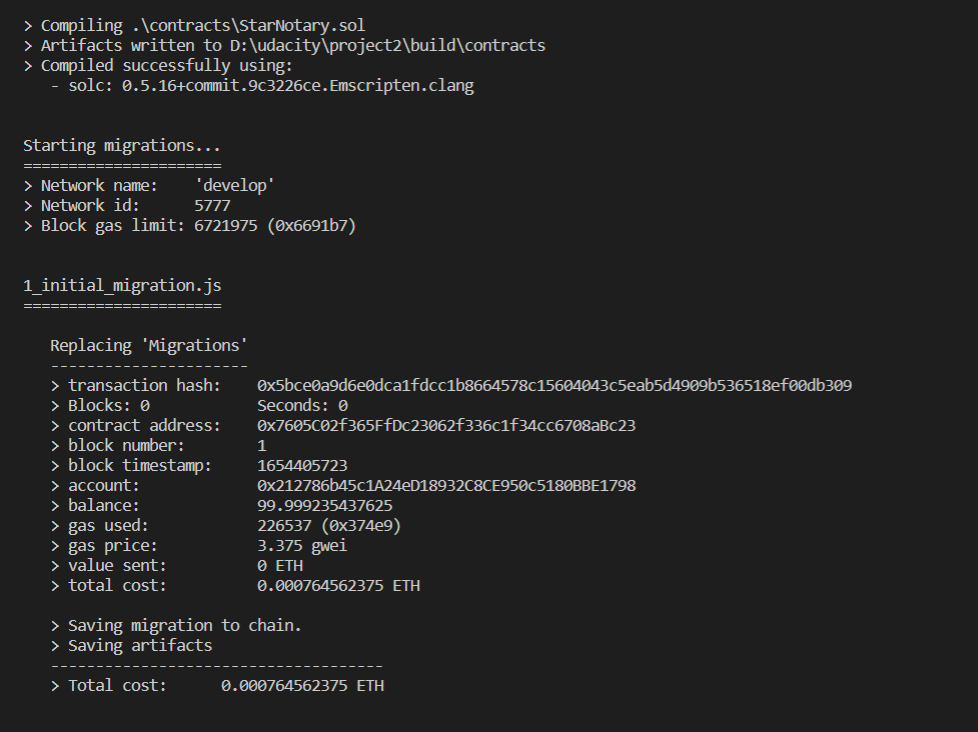 > Compiling .\contracts\StarNotary.sol
> Artifacts written to D:\udacity\project2\build\contracts
> Compiled successfully using:
- solc: 0.5.16+commit.9c3226ce.Emscripten.clang
Starting migrations...
======================
> Network name: 'develop'
> Network id: 5777
> Block gas limit: 6721975 (0x6691b7)
1_initial_migration.js
======================
Replacing 'Migrations'
----------------------
> transaction hash: 0x5bce0a9d6e0dca1fdcc1b8664578c15604043c5eab5d4909b536518ef00db309
> Blocks: 0 Seconds: 0
> contract address: 0x7605C02f365FfDc23062f336c1f34cc6708aBc23
> block number: 1
> block timestamp: 1654405723
> account: 0x212786b45c1A24eD18932C8CE950c5180BBE1798
> balance: 99.999235437625
> gas used: 226537 (0x374e9)
> gas price: 3.375 gwei
> value sent: 0 ETH
> total cost: 0.000764562375 ETH
> Saving migration to chain.
> Saving artifacts
-------------------------------------
> Total cost: 0.000764562375 ETH